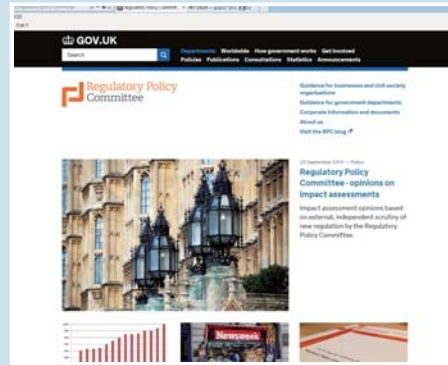 GOV.UK
Search
Departments Worldwide How government works Get involved
Policies Publications Consultations Statistics Announcements
Regulatory Policy
Committee
Guidance for businesses and civil society
organisations
Guidance for government departments
Corporate information and documents
About us
Visit the RPC blog
Policy
Regulatory Policy
Committee - opinions on
impact assessments
Impact assessment opinions based
on external, independent scrutiny of
new regulation by the Regulatory
Policy Committee.
Newsweek